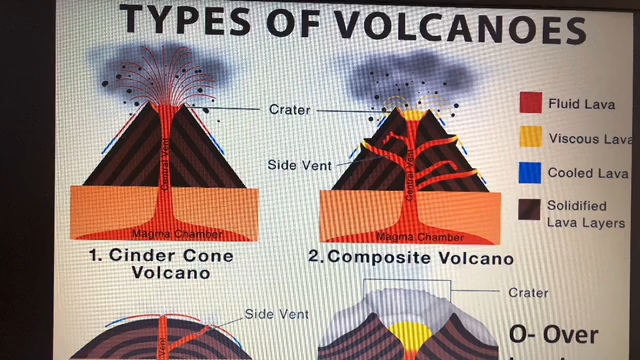 TYPES OF VOLCANOES
Crater
Central Vent
Magma Chamber
1. Cinder Cone
Volcano
Side Vent
Central Vent
Magma Chamber
2. Composite Volcano
Fluid Lava
Viscous Lava
Cooled Lava
Solidified
Lava Layers
Side Vent
Crater
O- Over